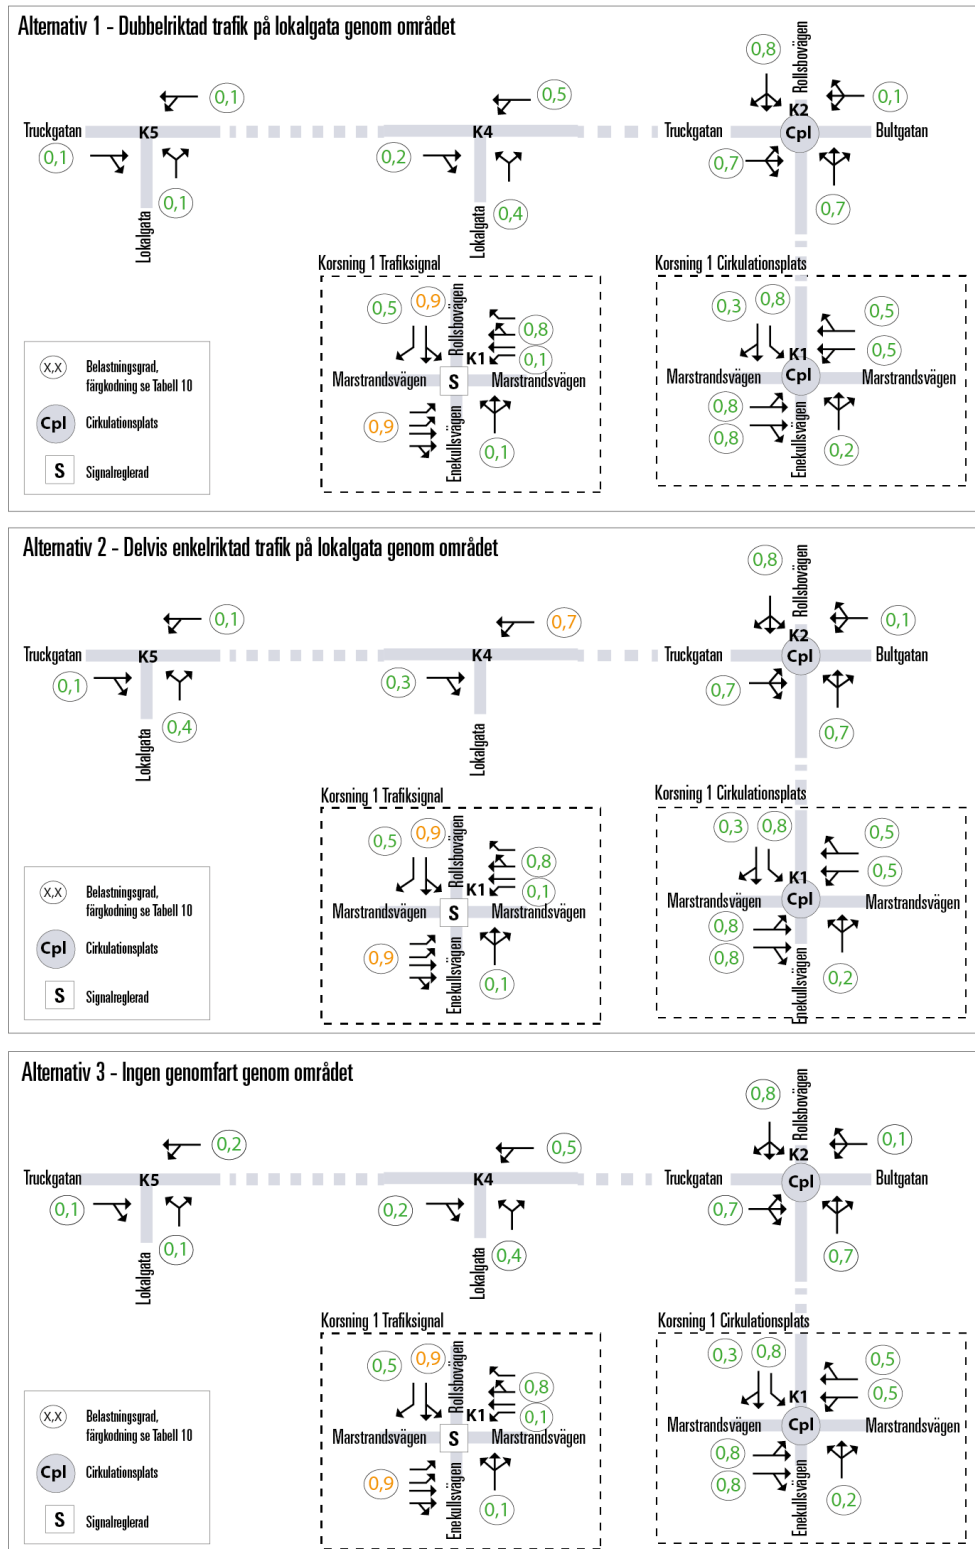 Alternativ 1 - Dubbelriktad trafik på lokalgata genom området
0,8
Rollsbovägen
0,1
0,5
0,1
K2
Truckgatan
K5
K4
Truckgatan
Cpl
Bultgatan
0,1
0,2
0,7
0,1
0,4
0,7
Lokalgata
Lokalgata
Korsning 1 Trafiksignal
Korsning 1 Cirkulationsplats
0,5
0,9
Rollsbovägen
0,8
K1
0,1
Marstrandsvägen
S
Marstrandsvägen
0,9
Enekullsvägen
0,1
0,3
0,8
0,5
K1
0,5
Marstrandsvägen
Cpl
Marstrandsvägen
0,8
0,8
Enekullsvägen
0,2
X,X
Belastningsgrad,
färgkodning se Tabell 10
Cpl
Cirkulationsplats
S
Signalreglerad
Alternativ 2 - Delvis enkelriktad trafik på lokalgata genom området
0,8
Rollsbovägen
0,1
0,7
0,1
K2
Truckgatan
K5
K4
Truckgatan
Cpl
Bultgatan
0,1
0,3
0,7
0,4
0,7
Lokalgata
Lokalgata
Korsning 1 Trafiksignal
Korsning 1 Cirkulationsplats
0,5
0,9
Rollsbovägen
0,8
K1
0,1
Marstrandsvägen
S
Marstrandsvägen
0,9
Enekullsvägen
0,1
0,3
0,8
0,5
0,5
K1
Marstrandsvägen
Cpl
Marstrandsvägen
0,8
0,8
Enekullsvägen
0,2
X,X
Belastningsgrad,
färgkodning se Tabell 10
Cpl
Cirkulationsplats
S
Signalreglerad
Alternativ 3 - Ingen genomfart genom området
0,8
Rollsbovägen
0,2
0,5
0,1
K2
Truckgatan
K5
K4
Truckgatan
Cpl
Bultgatan
0,1
0,2
0,7
0,1
0,4
0,7
Lokalgata
Lokalgata
Korsning 1 Trafiksignal
Korsning 1 Cirkulationsplats
0,5
0,9
Rollsbovägen
0,8
K1
0,1
Marstrandsvägen
S
Marstrandsvägen
0,9
Enekullsvägen
0,1
0,3
0,8
0,5
0,5
K1
Marstrandsvägen
Cpl
Marstrandsvägen
0,8
0,8
Enekullsvägen
0,2
X,X
Belastningsgrad,
färgkodning se Tabell 10
Cpl
Cirkulationsplats
S
Signalreglerad